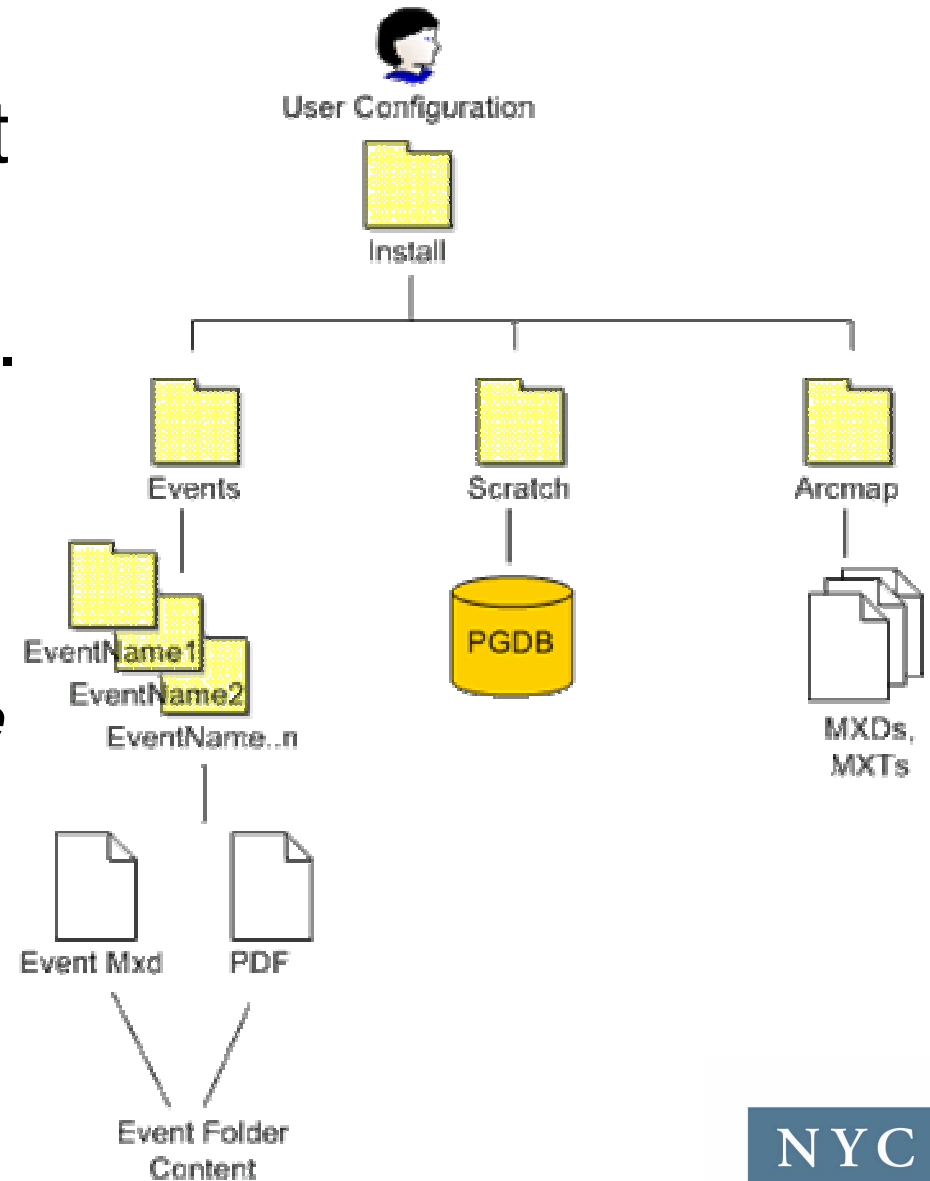 User Configuration
t
Install
.
Events
Scratch
Arcmap
PGDB
EventName1
EventName2
e
EventName..n
MXDs,
MXTs
Event Mxd
PDF
Event Folder
Content
NYC